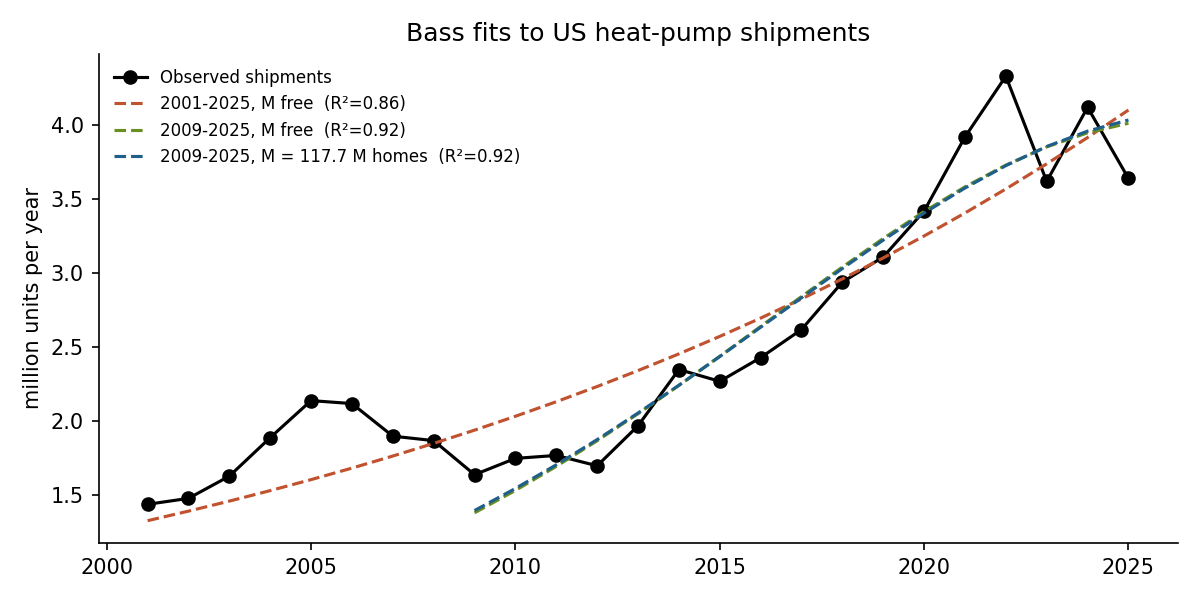 Bass fits to US heat-pump shipments
Observed shipments
2001-2025, M free (R²=0.86)
2009-2025, M free (R²=0.92)
2009-2025, M = 117.7 M homes (R²=0.92)
million units per year
4.0
3.5
3.0
2.5
2.0
1.5
2000
2005
2010
2015
2020
2025